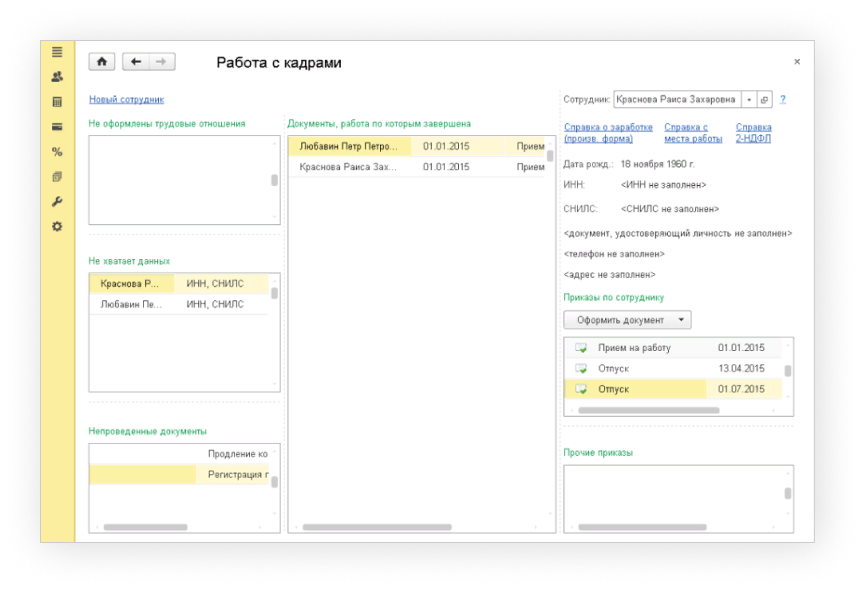 Работа с кадрами
Новый сотрудник
Не оформлены трудовые отношения
Не хватает данных
Краснова Р... ИНН, СНИЛС
Любавин Пе... ИНН, СНИЛС
Непроведенные документы
Продление ко
Регистрация г
Документы, работа по которым завершена
Любавин Петр Петро... 01.01.2015 Прием
Краснова Раиса Зах... 01.01.2015 Прием
Сотрудник: Краснова Раиса Захаровна ?
Справка о заработке Справка с Справка
(произв. форма) места работы 2-НДФЛ
Дата рожд.: 18 ноября 1960 г.
ИНН: <ИНН не заполнен>
СНИЛС: <СНИЛС не заполнен>
<документ, удостоверяющий личность не заполнен>
<телефон не заполнен>
<адрес не заполнен>
Приказы по сотруднику
Оформить документ
Прием на работу 01.01.2015
Отпуск 13.04.2015
Отпуск 01.07.2015
Прочие приказы